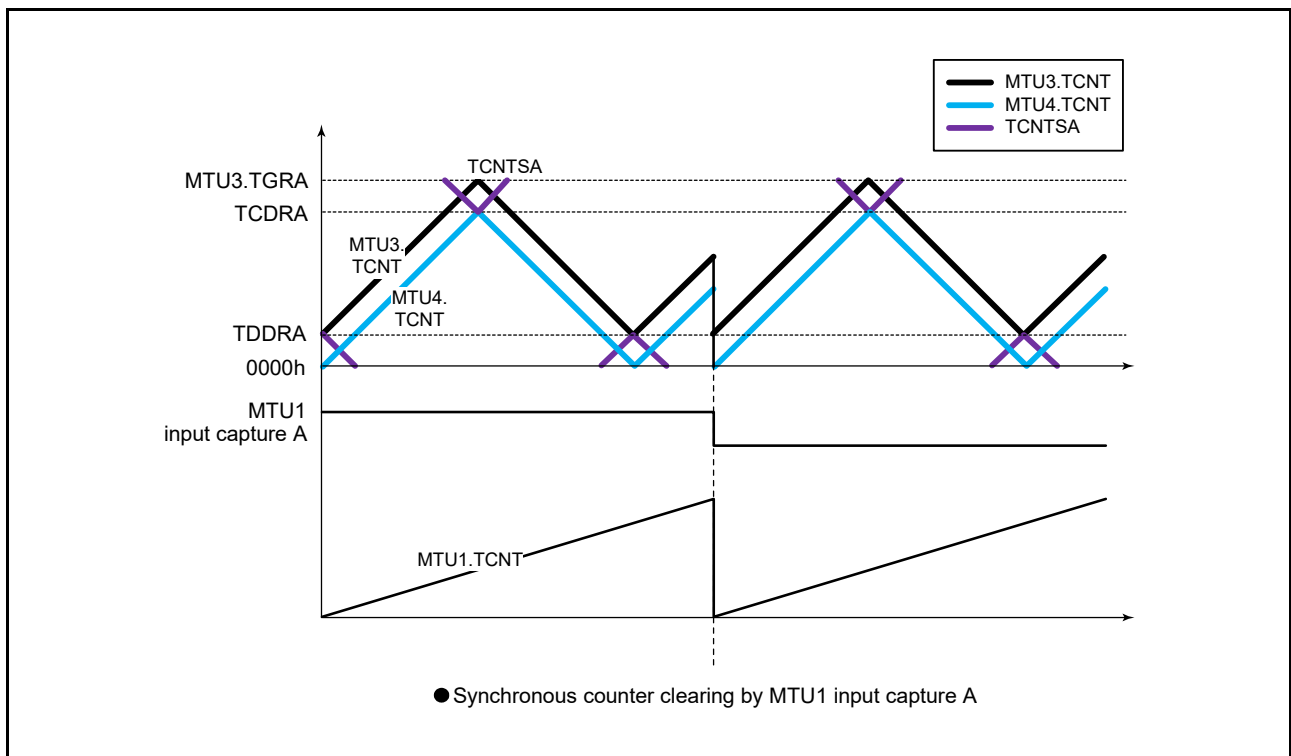 MTU3.TCNT
MTU4.TCNT
TCNTSA
TCNTSA
MTU3.TGRA
TCDRA
MTU3.
TCNT
MTU4.
TCNT
TDDRA
0000h
MTU1
input capture A
MTU1.TCNT
●Synchronous counter clearing by MTU1 input capture A